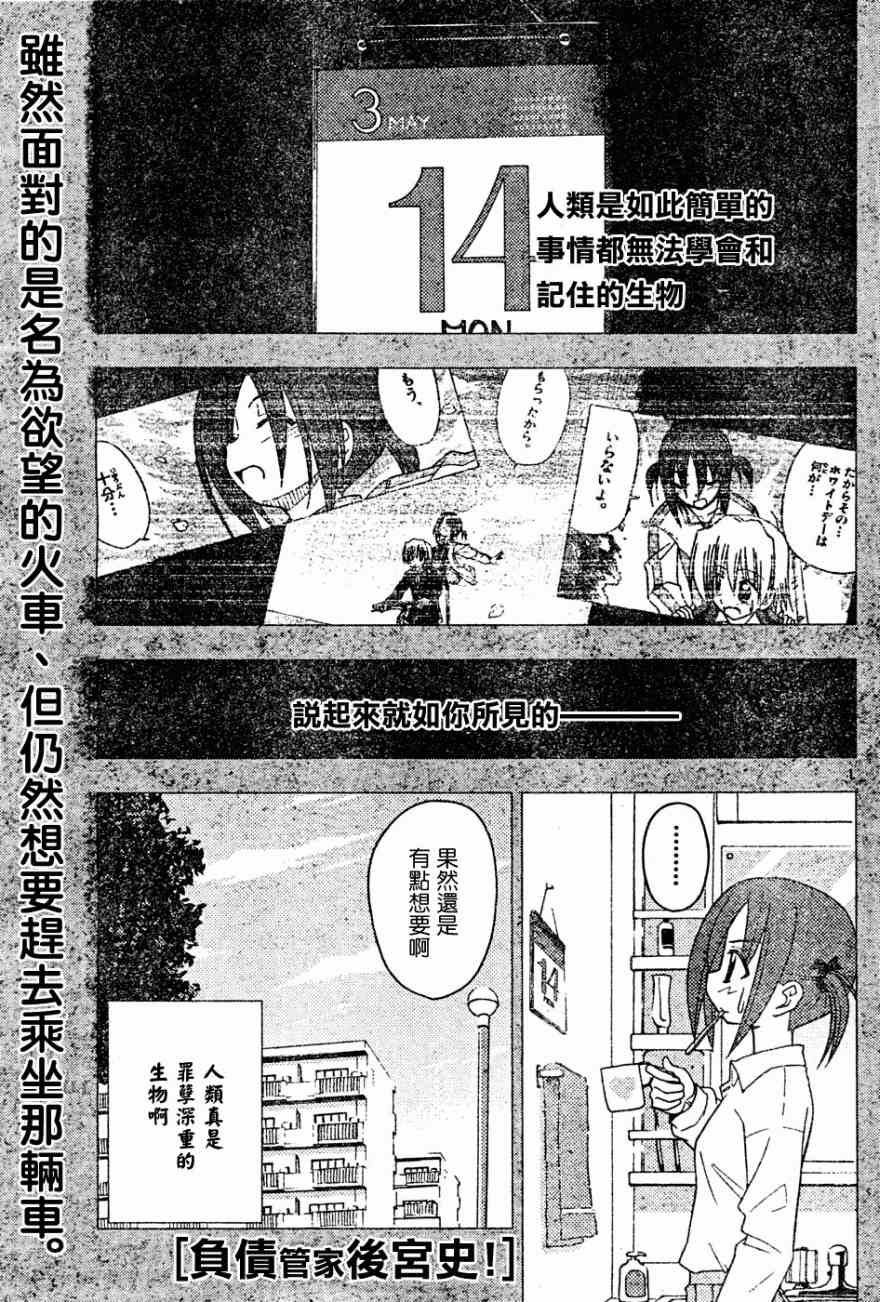 3 MAY
14
MON
人類是如此簡單的
事情都無法學會和
記住的生物
だからその…
ホワイトデーは
何が…
いらないよ。
もらったから。
もう、
十分…
じゅうぶん
説起來就如你所見的————
………
14
果然還是
有點想要啊
人類真是
罪孽深重的
生物啊
雖然面對的是名為欲望的火車、但仍然想要趕去乘坐那輛車。
[負債管家後宮史!]